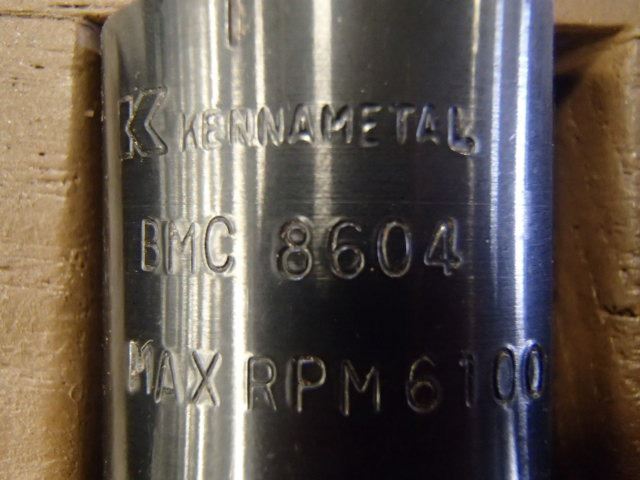 K KENNAMETAL
BMC 8604
MAX RPM 6100